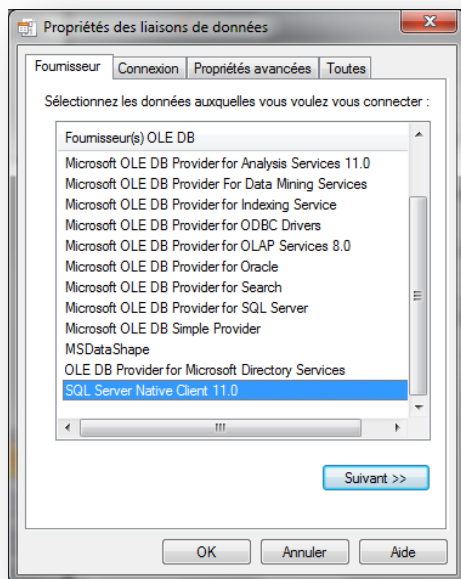 Propriétés des liaisons de données
Fournisseur Connexion Propriétés avancées Toutes
Sélectionnez les données auxquelles vous voulez vous connecter :
Fournisseur(s) OLE DB
Microsoft OLE DB Provider for Analysis Services 11.0
Microsoft OLE DB Provider For Data Mining Services
Microsoft OLE DB Provider for Indexing Service
Microsoft OLE DB Provider for ODBC Drivers
Microsoft OLE DB Provider for OLAP Services 8.0
Microsoft OLE DB Provider for Oracle
Microsoft OLE DB Provider for Search
Microsoft OLE DB Provider for SQL Server
Microsoft OLE DB Simple Provider
MSDataShape
OLE DB Provider for Microsoft Directory Services
SQL Server Native Client 11.0
Suivant >>
OK Annuler Aide